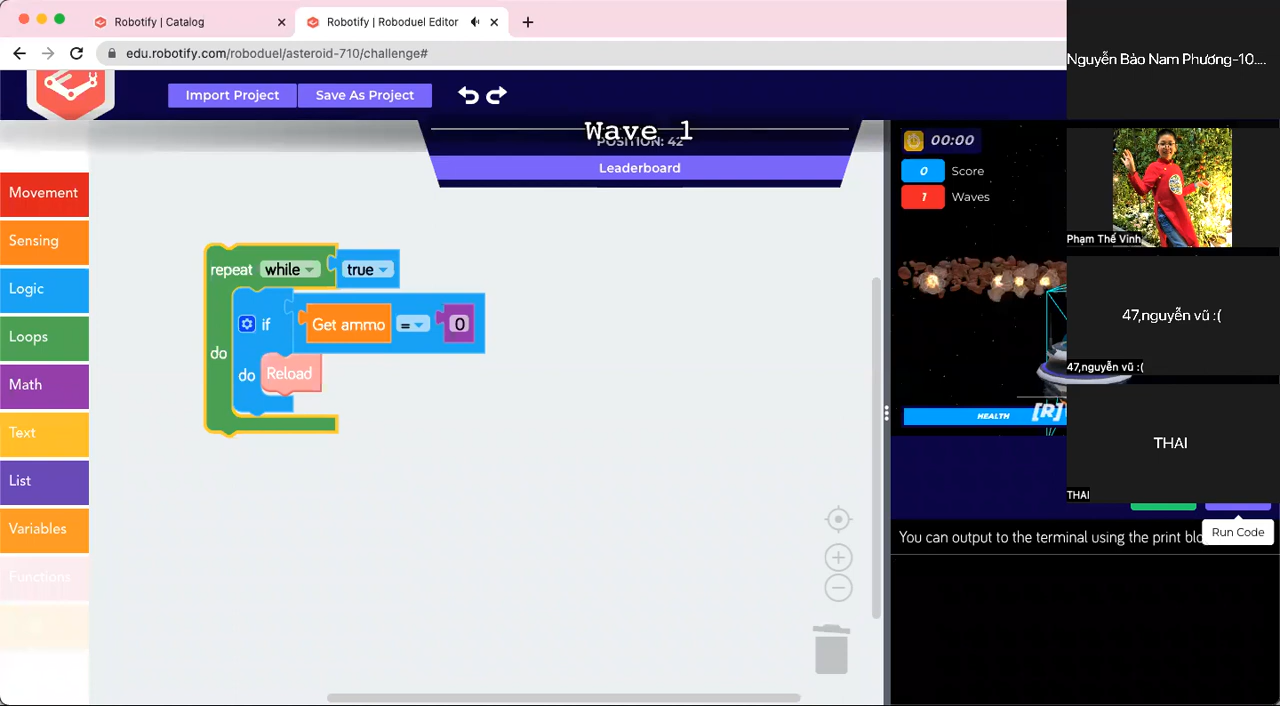 Robotify | Catalog
Robotify | Roboduel Editor
edu.robotify.com/roboduel/asteroid-710/challenge#
Import Project
Save As Project
Wave 1
POSITION: 42
Leaderboard
Movement
Sensing
Logic
Loops
Math
Text
List
Variables
Functions
repeat while true
if Get ammo = 0
do
do Reload
00:00
0 Score
1 Waves
HEALTH
[R]
You can output to the terminal using the print
Run Code
Nguyễn Bảo Nam Phương-10....
Phạm Thế Vinh
47,nguyễn vũ :(
47,nguyễn vũ :(
THAI
THAI